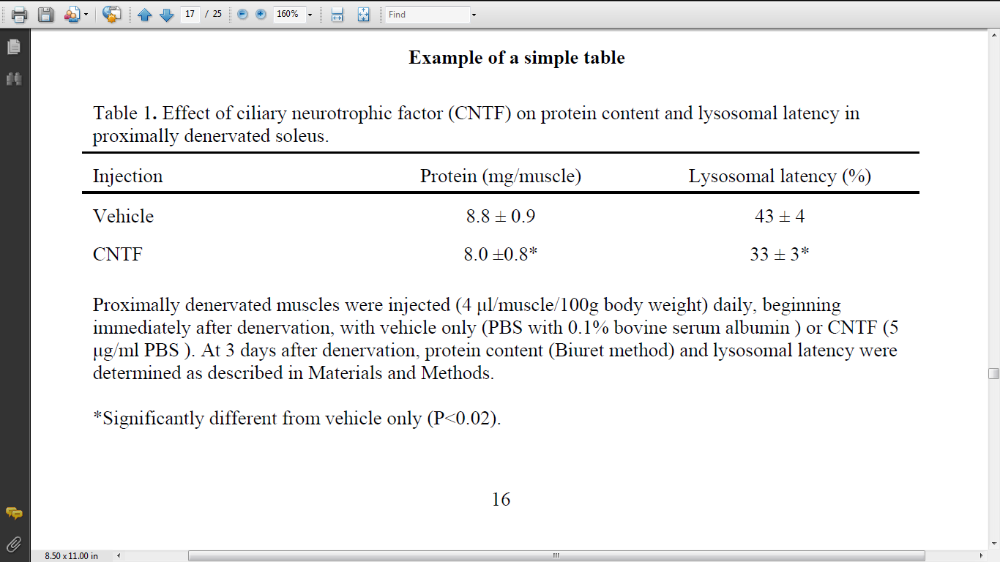 17 / 25 160% Find
Example of a simple table
Table 1. Effect of ciliary neurotrophic factor (CNTF) on protein content and lysosomal latency in
proximally denervated soleus.
Injection Protein (mg/muscle) Lysosomal latency (%)
Vehicle 8.8 ± 0.9 43 ± 4
CNTF 8.0 ±0.8* 33 ± 3*
Proximally denervated muscles were injected (4 μl/muscle/100g body weight) daily, beginning
immediately after denervation, with vehicle only (PBS with 0.1% bovine serum albumin ) or CNTF (5
μg/ml PBS ). At 3 days after denervation, protein content (Biuret method) and lysosomal latency were
determined as described in Materials and Methods.
*Significantly different from vehicle only (P<0.02).
16
8.50 x 11.00 in